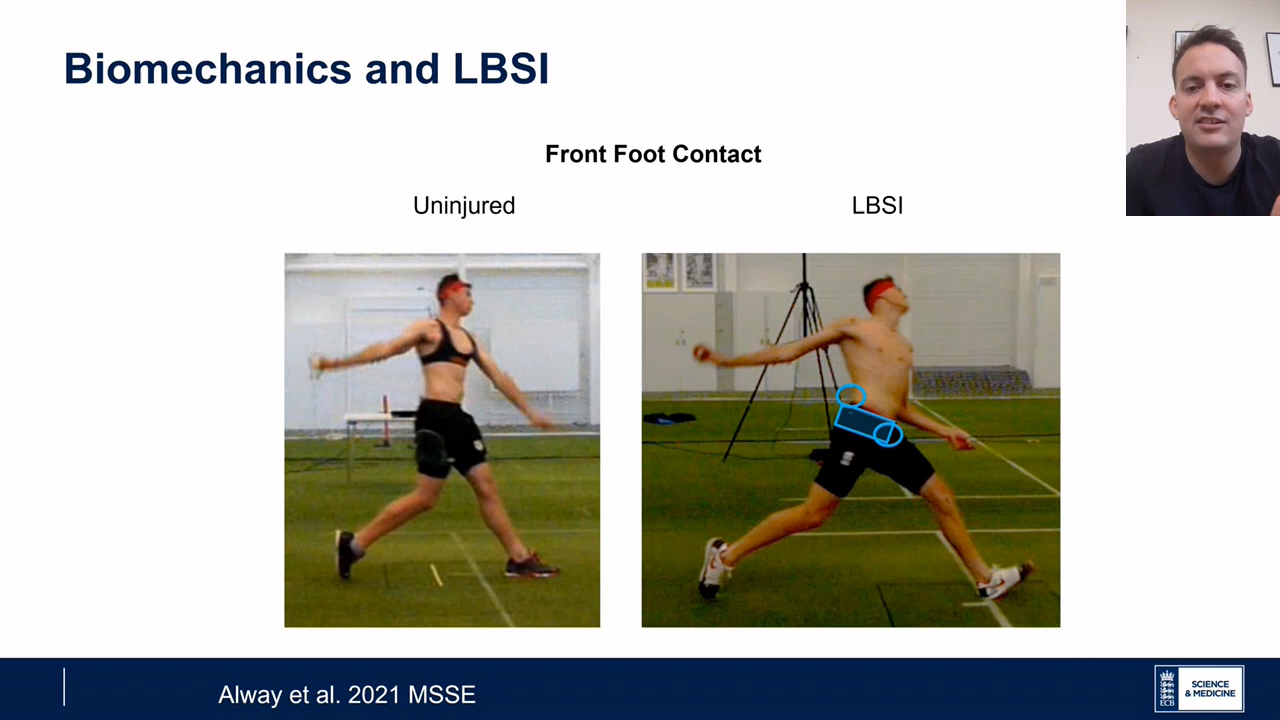 Biomechanics and LBSI
Front Foot Contact
Uninjured
LBSI
Alway et al. 2021 MSSE
ECB
SCIENCE
& MEDICINE